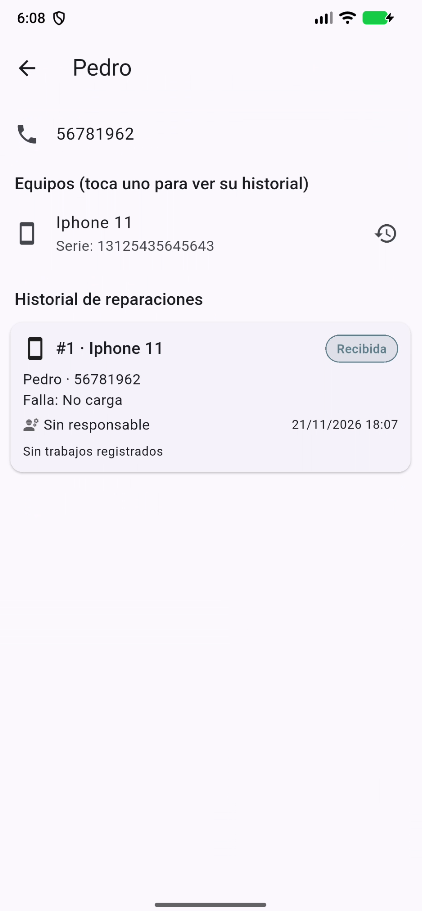 6:08
Pedro
56781962
Equipos (toca uno para ver su historial)
Iphone 11
Serie: 13125435645643
Historial de reparaciones
#1 · Iphone 11
Recibida
Pedro · 56781962
Falla: No carga
Sin responsable
21/11/2026 18:07
Sin trabajos registrados